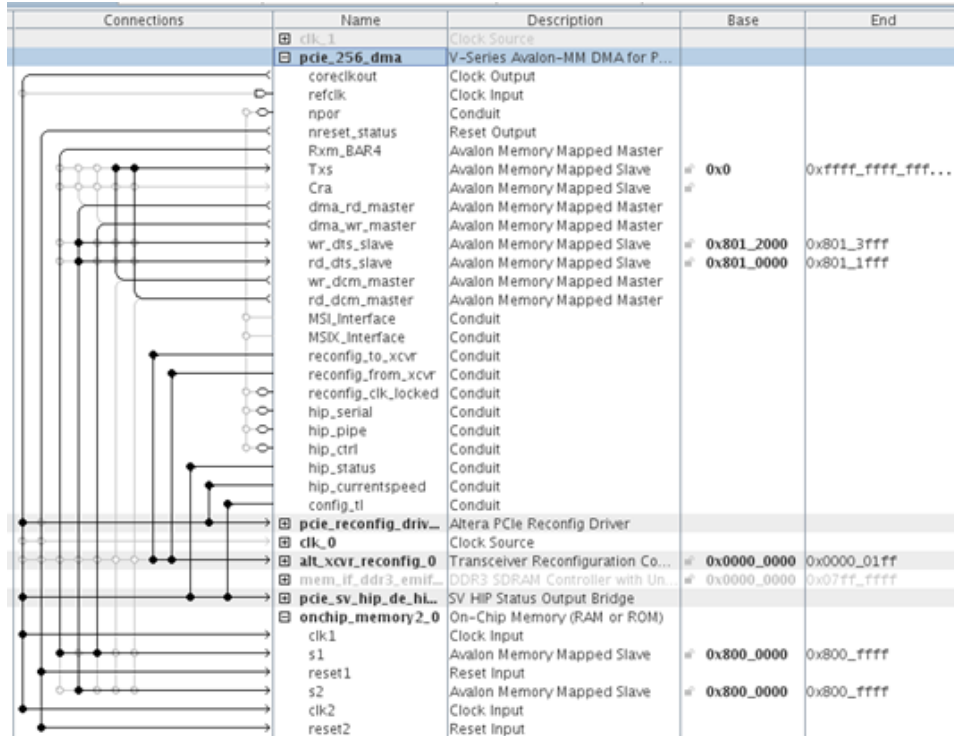 Connections Name Description Base End
clk_1 Clock Source
pcie_256_dma V-Series Avalon-MM DMA for P...
coreclkout Clock Output
refclk Clock Input
npor Conduit
nreset_status Reset Output
Rxm_BAR4 Avalon Memory Mapped Master
Txs Avalon Memory Mapped Slave 0x0 0xffff_ffff_fff...
Cra Avalon Memory Mapped Slave
dma_rd_master Avalon Memory Mapped Master
dma_wr_master Avalon Memory Mapped Master
wr_dts_slave Avalon Memory Mapped Slave 0x801_2000 0x801_3fff
rd_dts_slave Avalon Memory Mapped Slave 0x801_0000 0x801_1fff
wr_dcm_master Avalon Memory Mapped Master
rd_dcm_master Avalon Memory Mapped Master
MSI_Interface Conduit
MSIX_Interface Conduit
reconfig_to_xcvr Conduit
reconfig_from_xcvr Conduit
reconfig_clk_locked Conduit
hip_serial Conduit
hip_pipe Conduit
hip_ctrl Conduit
hip_status Conduit
hip_currentspeed Conduit
config_tl Conduit
pcie_reconfig_driv... Altera PCIe Reconfig Driver
clk_0 Clock Source
alt_xcvr_reconfig_0 Transceiver Reconfiguration Co... 0x0000_0000 0x0000_01ff
mem_if_ddr3_emif... DDR3 SDRAM Controller with Un... 0x0000_0000 0x07ff_ffff
pcie_sv_hip_de_hi... SV HIP Status Output Bridge
onchip_memory2_0 On-Chip Memory (RAM or ROM)
clk1 Clock Input
s1 Avalon Memory Mapped Slave 0x800_0000 0x800_ffff
reset1 Reset Input
s2 Avalon Memory Mapped Slave 0x800_0000 0x800_ffff
clk2 Clock Input
reset2 Reset Input